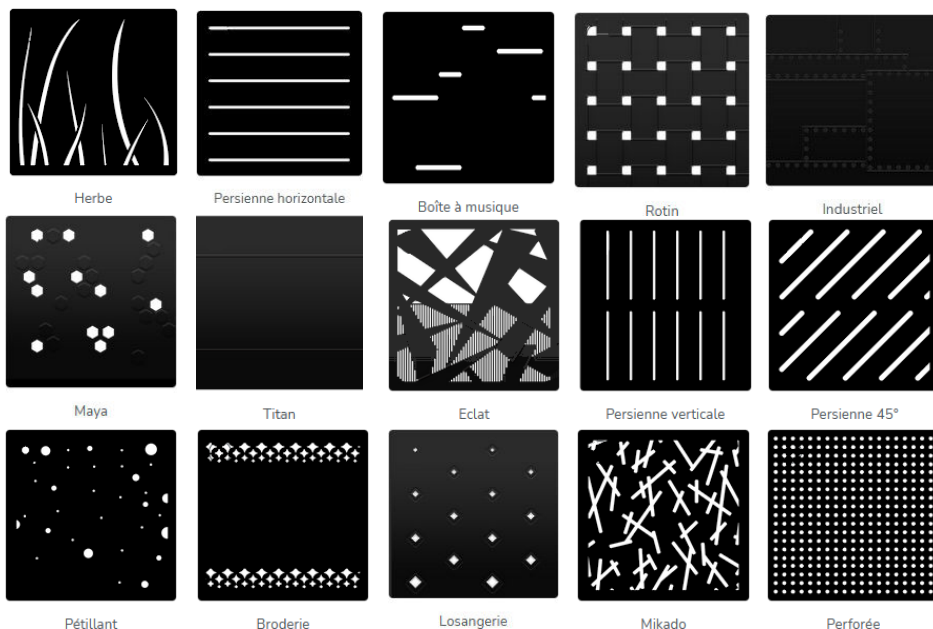 Herbe
Persienne horizontale
Boîte à musique
Rotin
Industriel
Maya
Titan
Eclat
Persienne verticale
Persienne 45°
Pétillant
Broderie
Losangerie
Mikado
Perforée